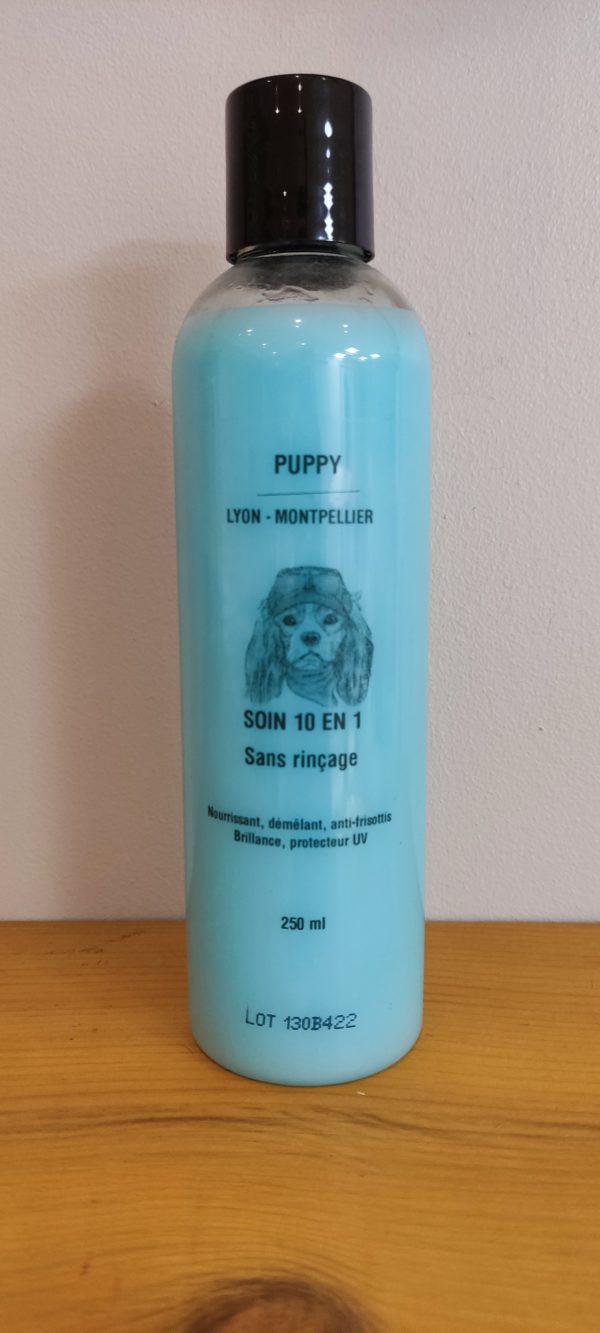 PUPPY
LYON - MONTPELLIER
SOIN 10 EN 1
Sans rinçage
Nourrissant, démêlant, anti-frisottis
Brillance, protecteur UV
250 ml
LOT 130B422